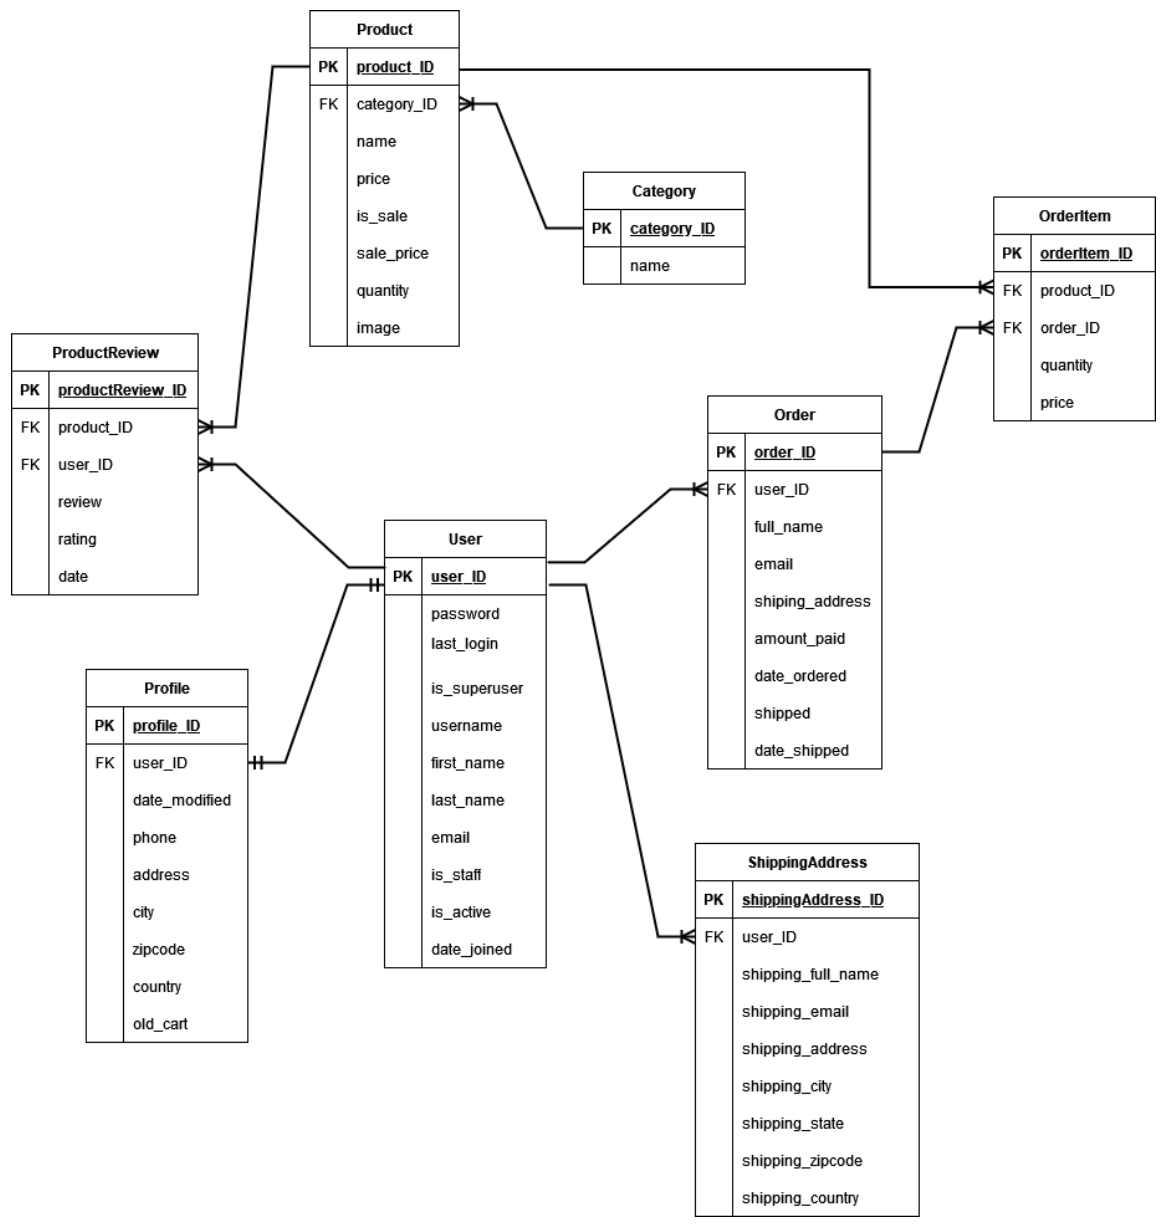 Product
PK product_ID
FK category_ID
name
price
is_sale
sale_price
quantity
image
Category
PK category_ID
name
OrderItem
PK orderItem_ID
FK product_ID
FK order_ID
quantity
price
ProductReview
PK productReview_ID
FK product_ID
FK user_ID
review
rating
date
Order
PK order_ID
FK user_ID
full_name
email
shiping_address
amount_paid
date_ordered
shipped
date_shipped
User
PK user_ID
password
last_login
is_superuser
username
first_name
last_name
email
is_staff
is_active
date_joined
Profile
PK profile_ID
FK user_ID
date_modified
phone
address
city
zipcode
country
old_cart
ShippingAddress
PK shippingAddress_ID
FK user_ID
shipping_full_name
shipping_email
shipping_address
shipping_city
shipping_state
shipping_zipcode
shipping_country